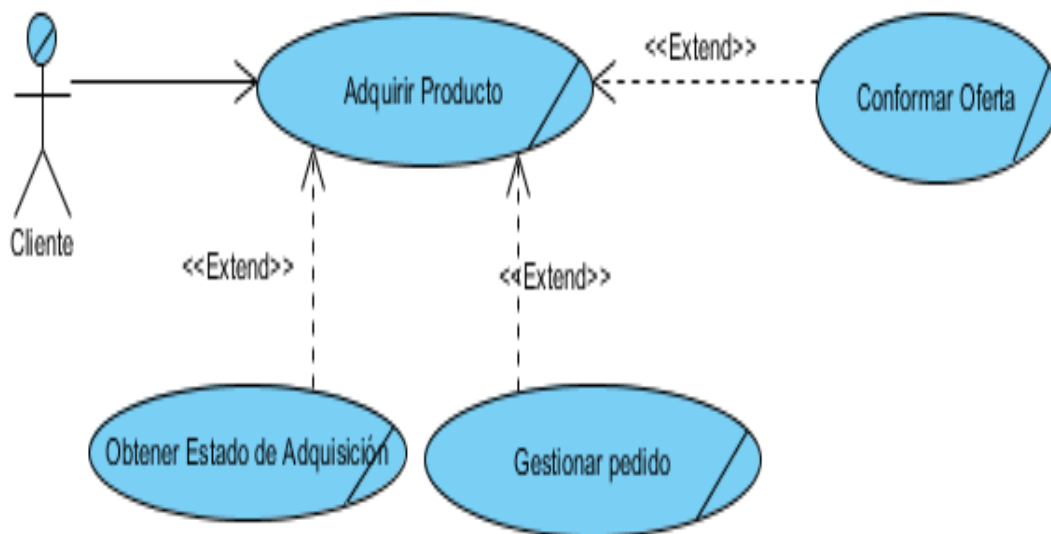 <<Extend>>
Adquirir Producto
Conformar Oferta
Cliente
<<Extend>>
<<Extend>>
Obtener Estado de Adquisición
Gestionar pedido